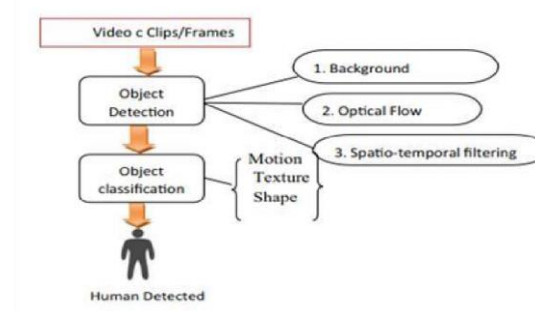 Video c Clips/Frames
1. Background
Object
Detection
2. Optical Flow
3. Spatio-temporal filtering
Object
classification
Motion
Texture
Shape
Human Detected